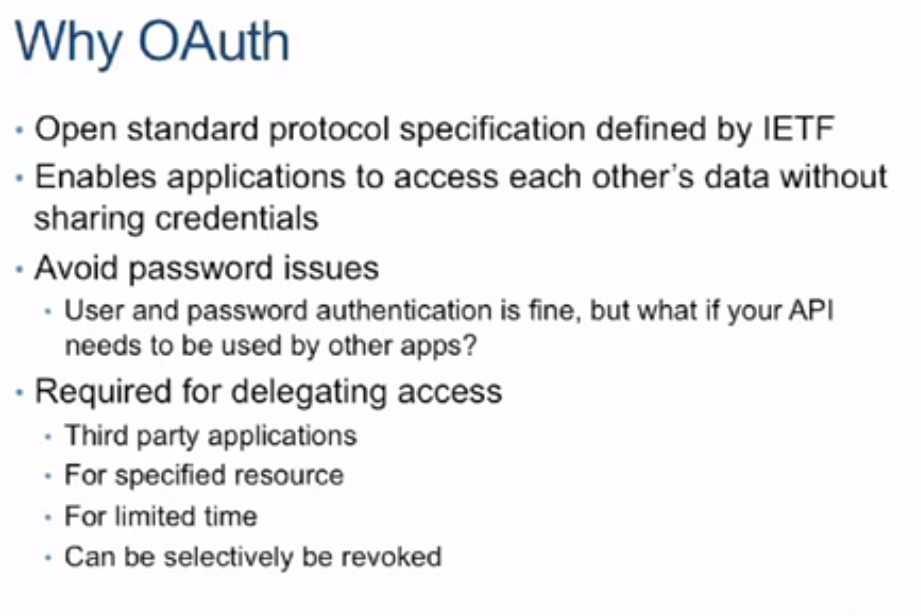 Why OAuth
• Open standard protocol specification defined by IETF
• Enables applications to access each other's data without
sharing credentials
• Avoid password issues
• User and password authentication is fine, but what if your API
needs to be used by other apps?
• Required for delegating access
• Third party applications
• For specified resource
• For limited time
• Can be selectively be revoked